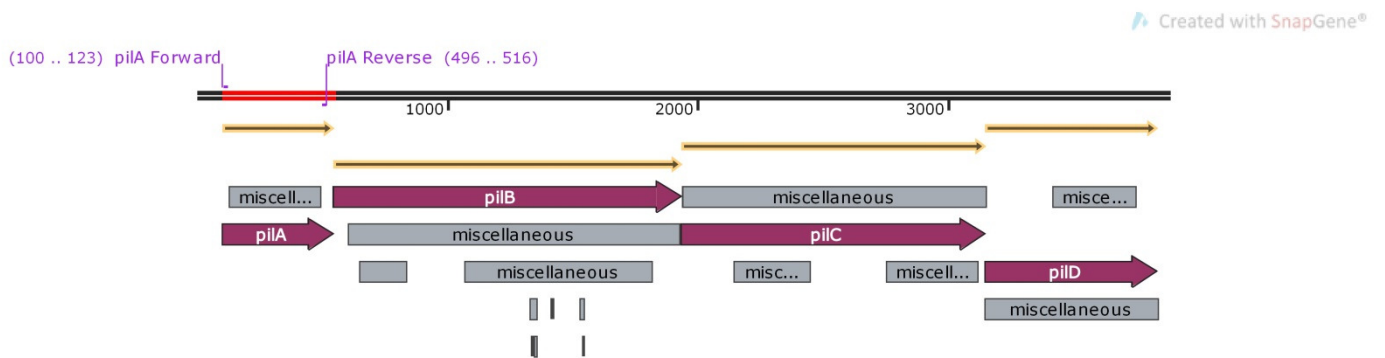 Created with SnapGene®
(100 .. 123) pilA Forward pilA Reverse (496 .. 516)
1000 2000 3000
miscell... pilB miscellaneous misce...
pilA miscellaneous pilC
miscellaneous misc... miscell... pilD
miscellaneous